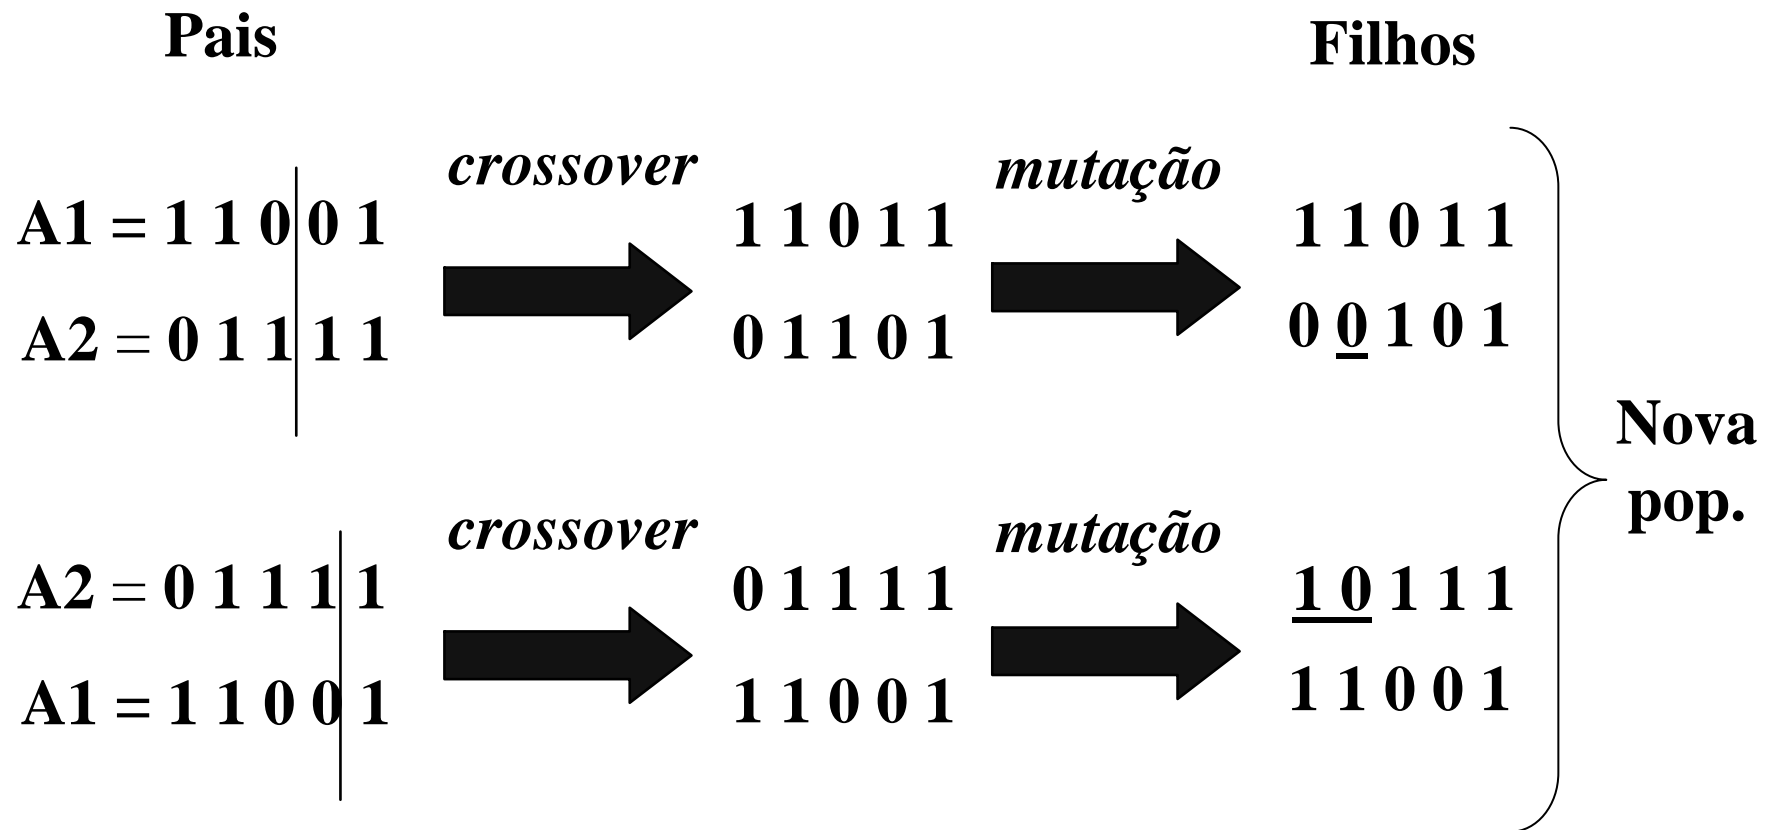 Pais Filhos
crossover mutação
A1 = 1 1 0 0 1 1 1 0 1 1 1 1 0 1 1
A2 = 0 1 1 1 1 0 1 1 0 1 0 0 1 0 1
Nova
pop.
crossover mutação
A2 = 0 1 1 1 1 0 1 1 1 1 1 0 1 1 1
A1 = 1 1 0 0 1 1 1 0 0 1 1 1 0 0 1